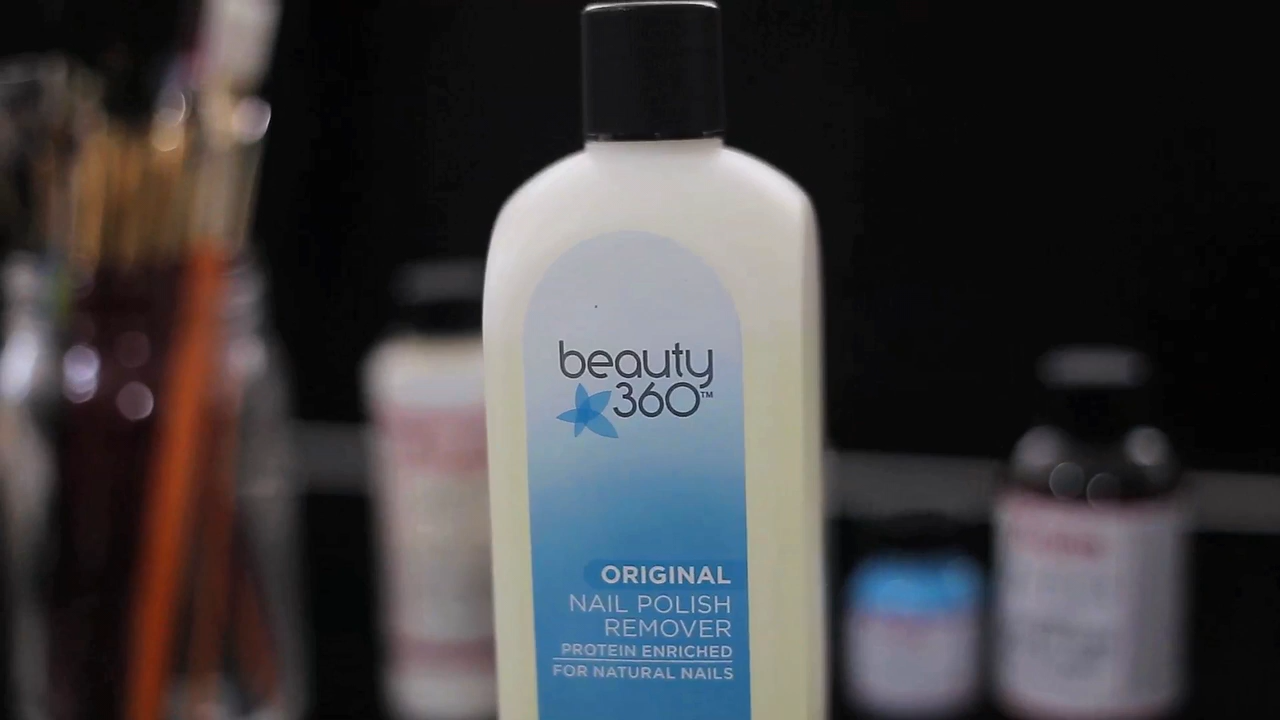 beauty
360™
ORIGINAL
NAIL POLISH
REMOVER
PROTEIN ENRICHED
FOR NATURAL NAILS